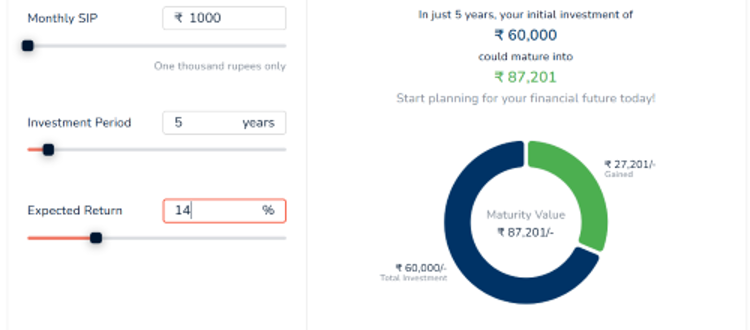 Monthly SIP
₹ 1000
One thousand rupees only
Investment Period
5 years
Expected Return
14 %
In just 5 years, your initial investment of
₹ 60,000
could mature into
₹ 87,201
Start planning for your financial future today!
₹ 27,201/-
Gained
Maturity Value
₹ 87,201/-
₹ 60,000/-
Total Investment